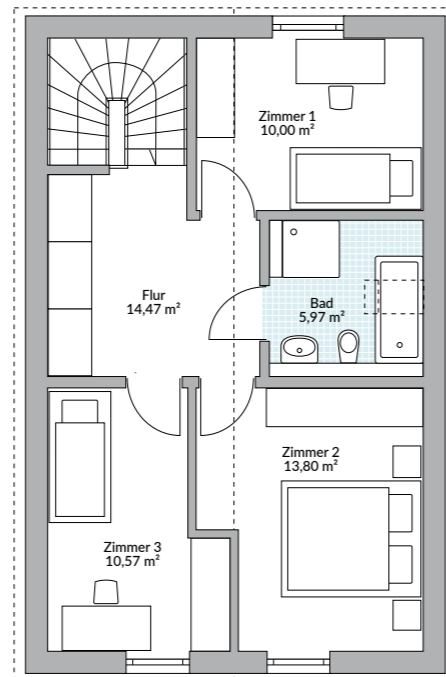 Zimmer 1
10,00 m²
Flur
14,47 m²
Bad
5,97 m²
Zimmer 2
13,80 m²
Zimmer 3
10,57 m²